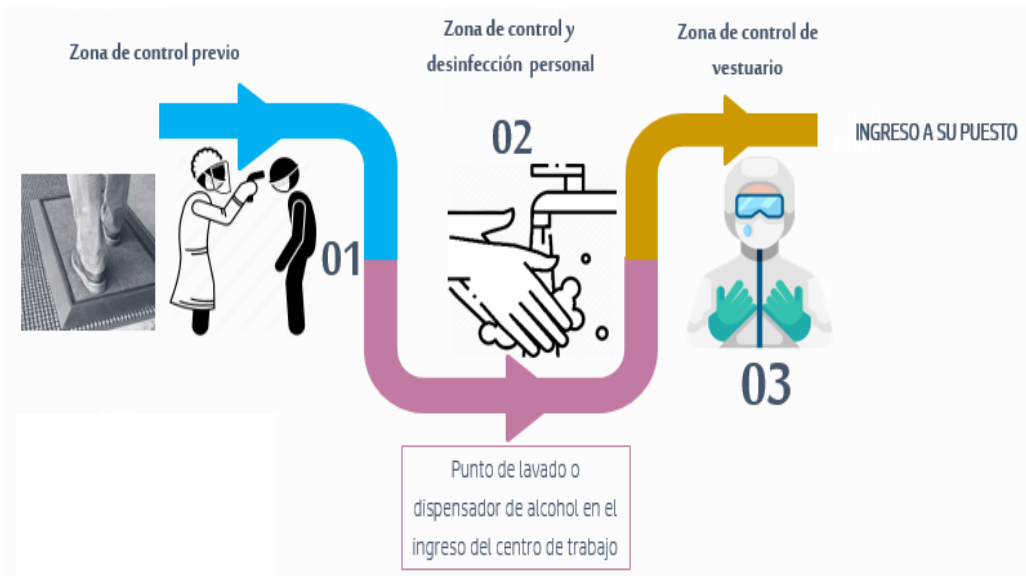 Zona de control previo
01
Zona de control y
desinfección personal
02
Punto de lavado o
dispensador de alcohol en el
ingreso del centro de trabajo
Zona de control de
vestuario
03
INGRESO A SU PUESTO